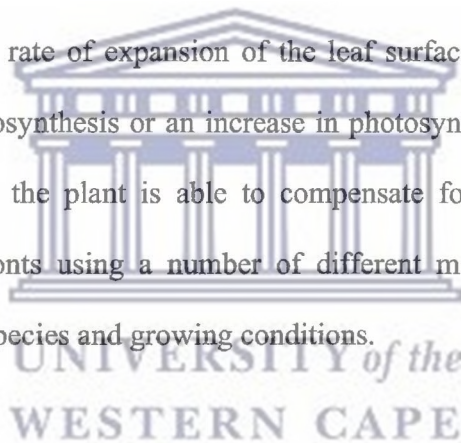 rate of expansion of the leaf surfac
osynthesis or an increase in photosyn
the plant is able to compensate fo
onts using a number of different m
pecies and growing conditions.
UNIVERSITY of the
WESTERN CAPE